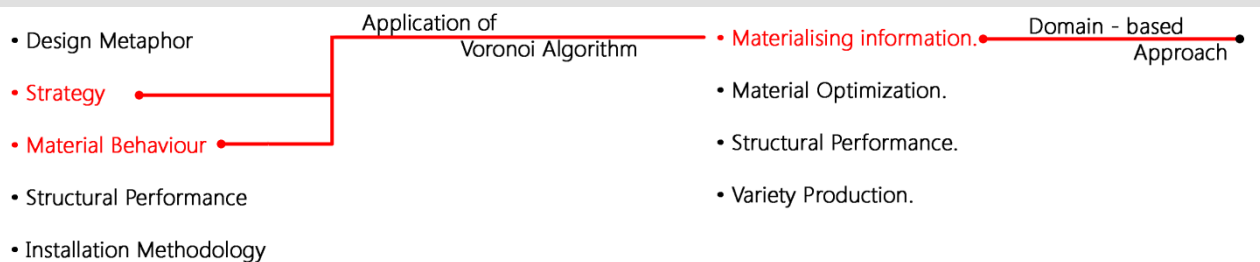 • Design Metaphor
• Strategy
• Material Behaviour
• Structural Performance
• Installation Methodology
Application of
Voronoi Algorithm
• Materialising information.
• Material Optimization.
• Structural Performance.
• Variety Production.
Domain - based
Approach